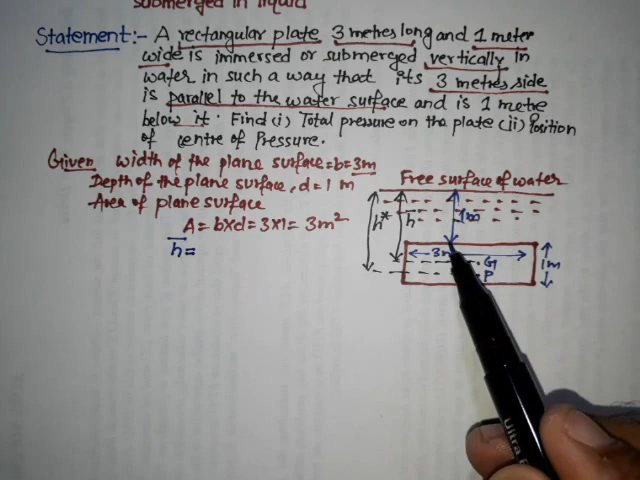 submerged in liquid
Statement:- A rectangular plate 3 metres long and 1 meter
wide is immersed or submerged vertically in
water in such a way that its 3 metres side
is parallel to the water surface and is 1 metre
below it. Find (i) Total pressure on the plate (ii) Position
of centre of Pressure.
Given width of the plane surface=b=3m
Depth of the plane surface, d=1 m
Area of plane surface
A=b×d=3×1=3m²
h̅=
Free surface of water
h*
h̅
1m
3m
G
P
1m
Ultra